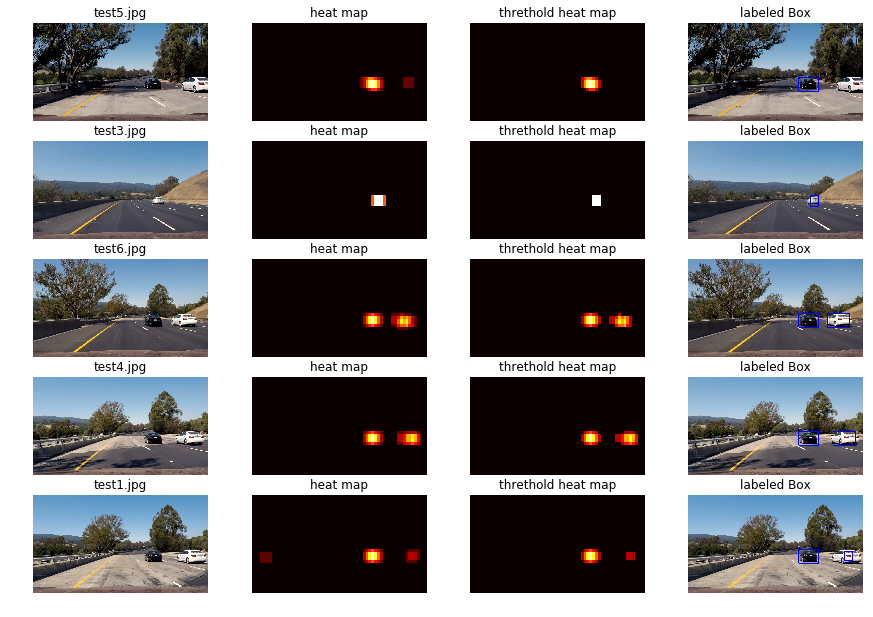 test5.jpg heat map threthold heat map labeled Box
test3.jpg heat map threthold heat map labeled Box
test6.jpg heat map threthold heat map labeled Box
test4.jpg heat map threthold heat map labeled Box
test1.jpg heat map threthold heat map labeled Box